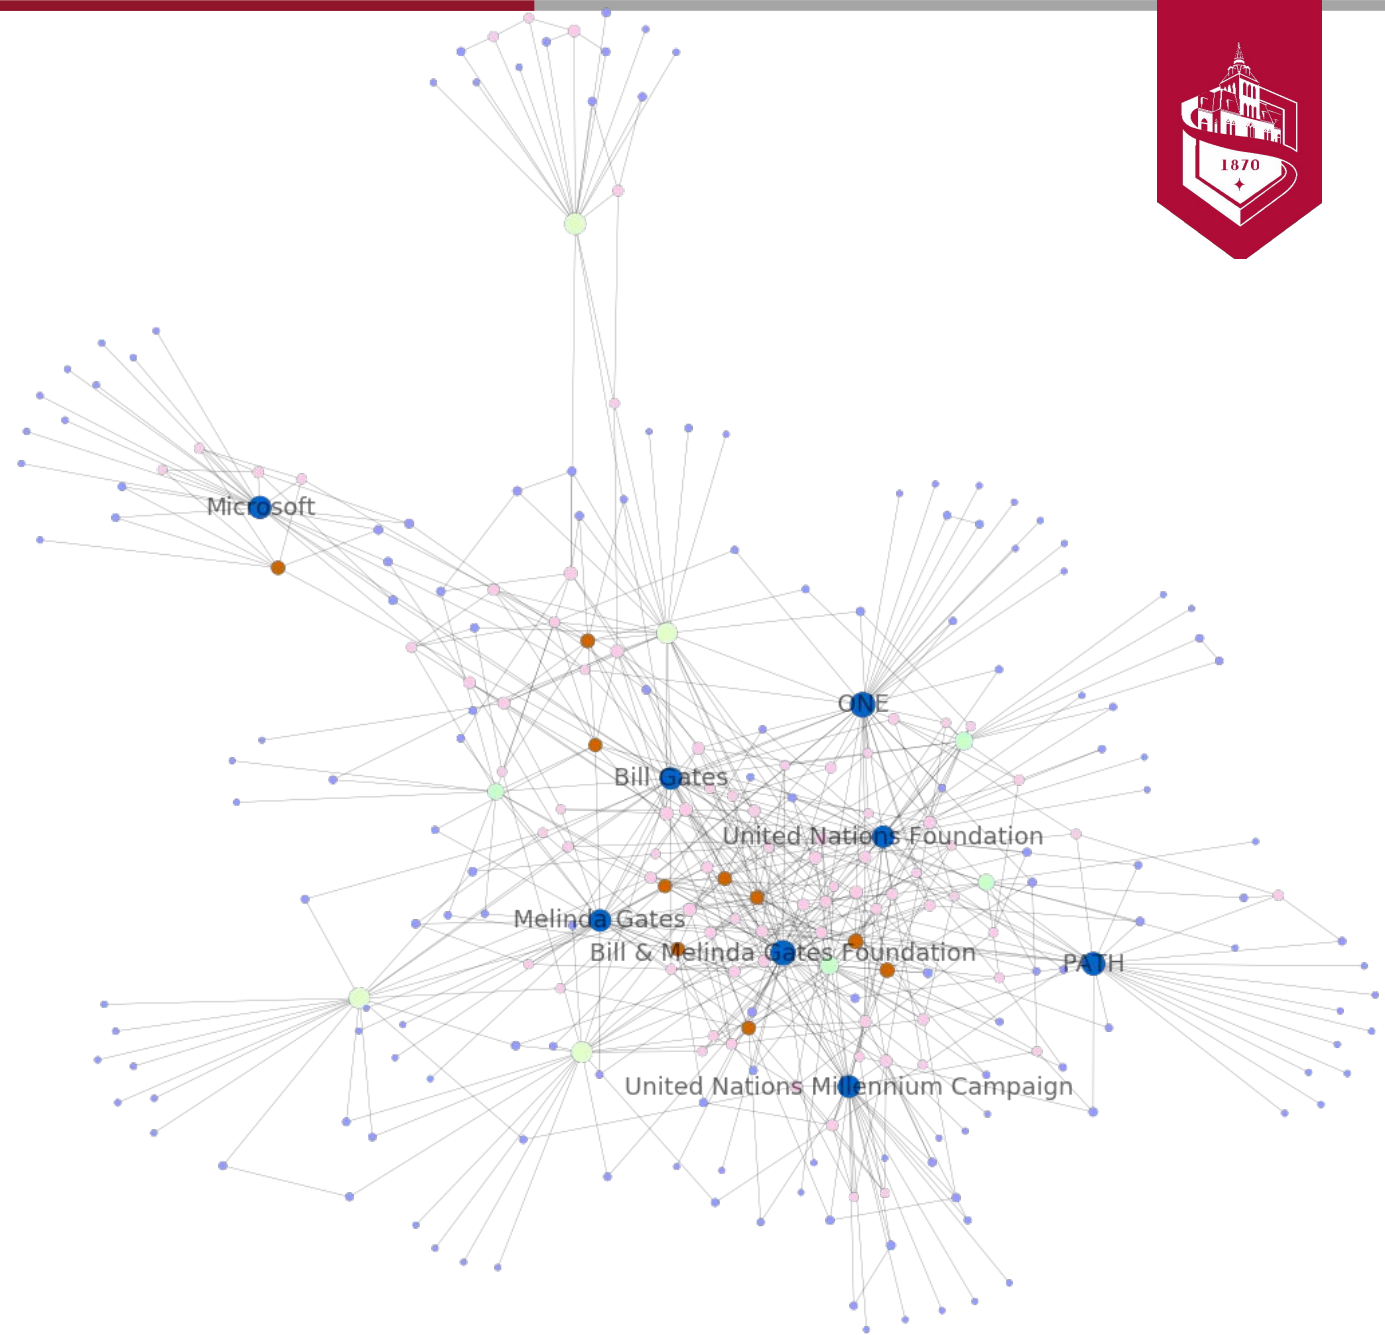 1870
Microsoft
ONE
Bill Gates
United Nations Foundation
Melinda Gates
Bill & Melinda Gates Foundation
PATH
United Nations Millennium Campaign